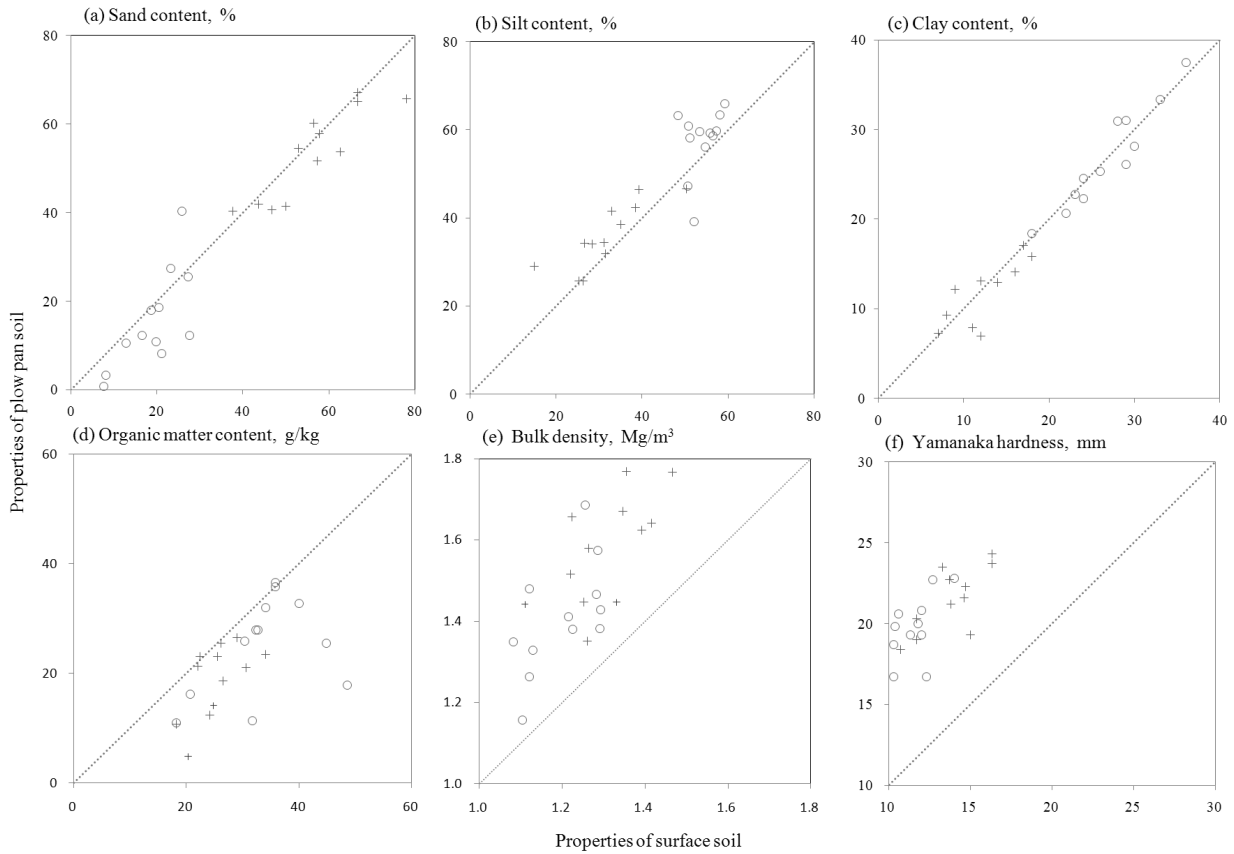 (a) Sand content, %
(b) Silt content, %
(c) Clay content, %
80
60
40
20
0
0 20 40 60 80
80
60
40
20
0
0 20 40 60 80
40
30
20
10
0
0 10 20 30 40
Properties of plow pan soil
(d) Organic matter content, g/kg
(e) Bulk density, Mg/m³
(f) Yamanaka hardness, mm
60
40
20
0
0 20 40 60
1.8
1.6
1.4
1.2
1.0
1.0 1.2 1.4 1.6 1.8
30
25
20
15
10
10 15 20 25 30
Properties of surface soil